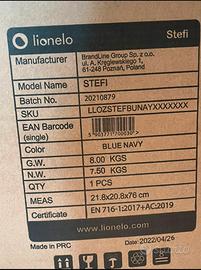 lionelo
Stefi
Manufacturer
BrandLine Group Sp. z o.o.
ul. A. Kręglewskiego 1,
61-248 Poznań, Poland
Model Name
STEFI
Batch No.
20210879
SKU
LLOZSTEFBUNAYXXXXXXX
EAN Barcode
(single)
5903771700030
Color
BLUE NAVY
G.W.
8.00 KGS
N.W.
7.50 KGS
QTY
1 PCS
MEAS
21.8x20.8x76 cm
Certificate
EN 716-1:2017+AC:2019
www.lionelo.com
Made in PRC
Date: 2022/04/26